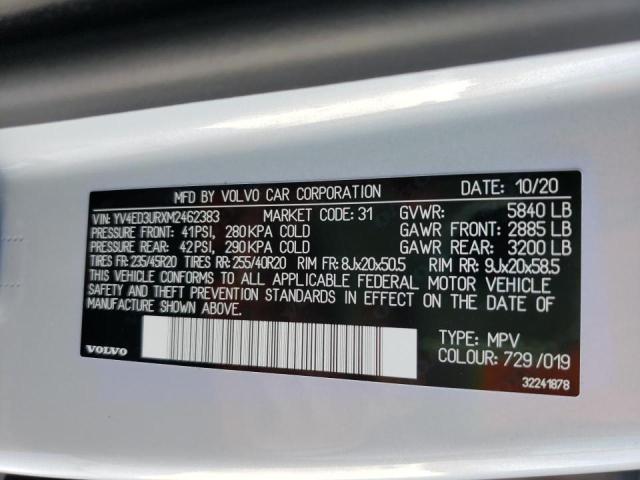 MFD BY VOLVO CAR CORPORATION DATE: 10/20
VIN: YV4ED3URXM2462383 MARKET CODE: 31 GVWR: 5840 LB
PRESSURE FRONT: 41PSI, 280 KPA COLD GAWR FRONT: 2885 LB
PRESSURE REAR: 42PSI, 290 KPA COLD GAWR REAR: 3200 LB
TIRES FR: 235/45R20 TIRES RR: 255/40R20 RIM FR: 8Jx20x50.5 RIM RR: 9Jx20x58.5
THIS VEHICLE CONFORMS TO ALL APPLICABLE FEDERAL MOTOR VEHICLE
SAFETY AND THEFT PREVENTION STANDARDS IN EFFECT ON THE DATE OF
MANUFACTURE SHOWN ABOVE.
TYPE: MPV
VOLVO COLOUR: 729/019
32241878